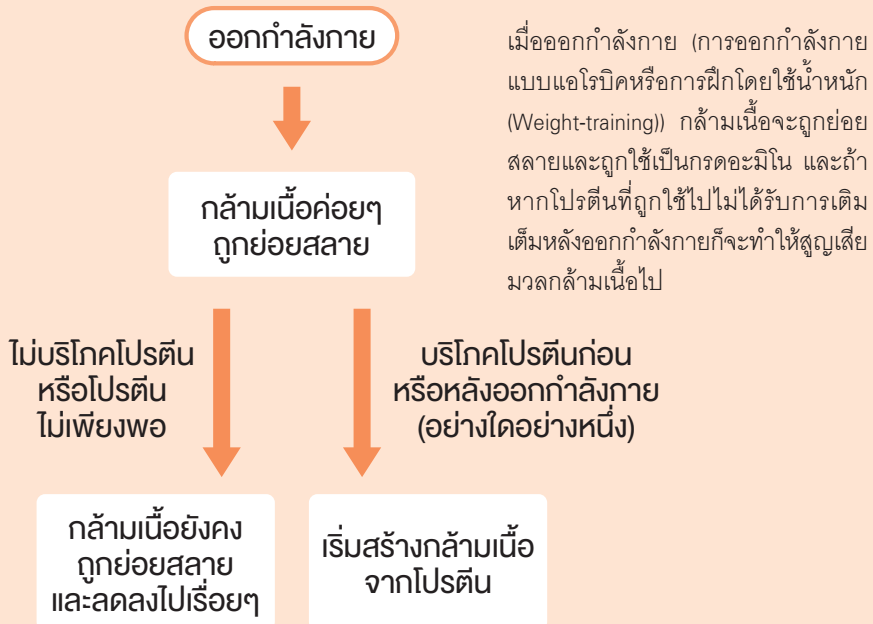 ออกกำลังกาย
เมื่อออกกำลังกาย (การออกกำลังกาย
แบบแอโรบิคหรือการฝึกโดยใช้น้ำหนัก
(Weight-training)) กล้ามเนื้อจะถูกย่อย
สลายและถูกใช้เป็นกรดอะมิโน และถ้า
หากโปรตีนที่ถูกใช้ไปไม่ได้รับการเติม
เต็มหลังออกกำลังกายก็จะทำให้สูญเสีย
มวลกล้ามเนื้อไป
กล้ามเนื้อค่อยๆ
ถูกย่อยสลาย
ไม่บริโภคโปรตีน
หรือโปรตีน
ไม่เพียงพอ
บริโภคโปรตีนก่อน
หรือหลังออกกำลังกาย
(อย่างใดอย่างหนึ่ง)
กล้ามเนื้อยังคง
ถูกย่อยสลาย
และลดลงไปเรื่อยๆ
เริ่มสร้างกล้ามเนื้อ
จากโปรตีน